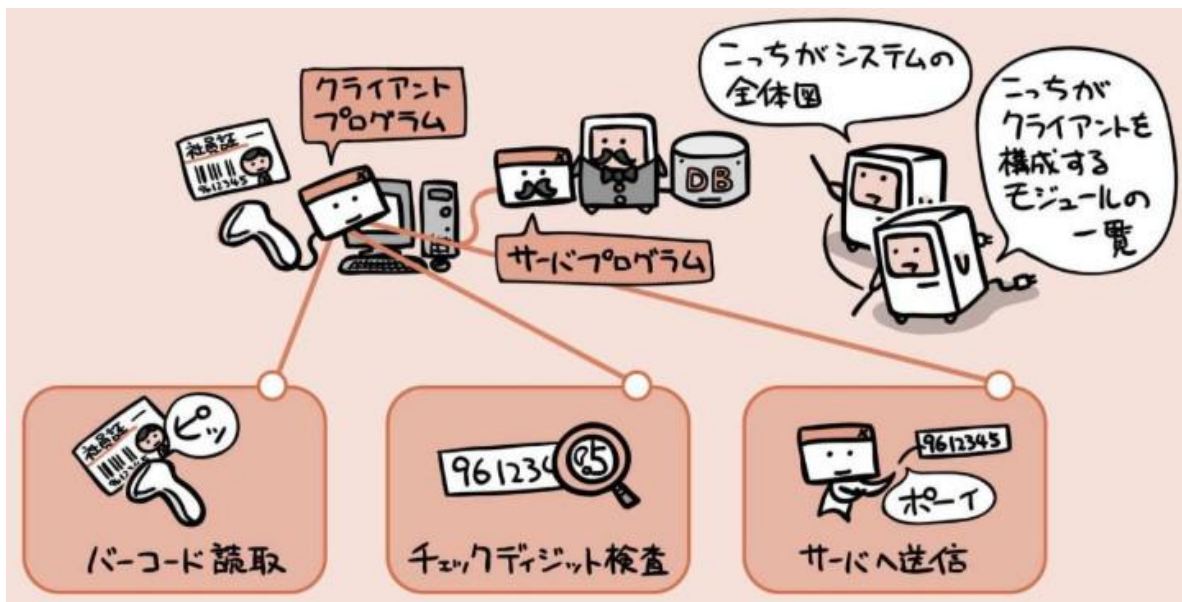 クライアント
プログラム
社員証
9612345
サーバプログラム
DB
こっちがシステムの
全体図
こっちが
クライアントを
構成する
モジュールの
一覧
社員証
ピッ
バーコード読取
961234
?5
チェックディジット検査
9612345
ポーイ
サーバへ送信